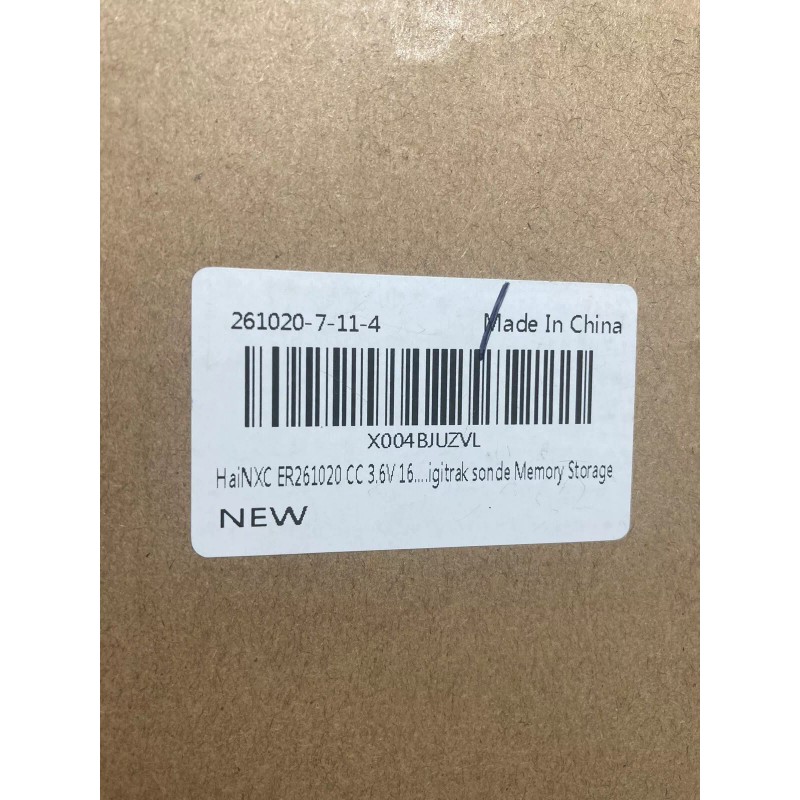 261020-7-11-4 Made In China
X004BJUZVL
HaiNXC ER261020 CC 3.6V 16....igitrak sonde Memory Storage
NEW